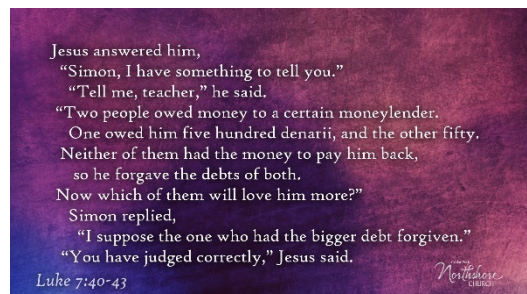 Jesus answered him,
“Simon, I have something to tell you.”
“Tell me, teacher,” he said.
“Two people owed money to a certain moneylender.
One owed him five hundred denarii, and the other fifty.
Neither of them had the money to pay him back,
so he forgave the debts of both.
Now which of them will love him more?”
Simon replied,
“I suppose the one who had the bigger debt forgiven.”
“You have judged correctly,” Jesus said.
Luke 7:40-43
Northshore
CHURCH